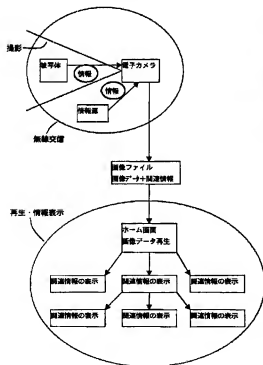 撮影
被写体
情報
電子カメラ
情報
情報源
無線交信
画像ファイル
画像データ+関連情報
再生・情報表示
ホーム画面
画像データ再生
関連情報の表示
関連情報の表示
関連情報の表示
関連情報の表示
関連情報の表示
関連情報の表示